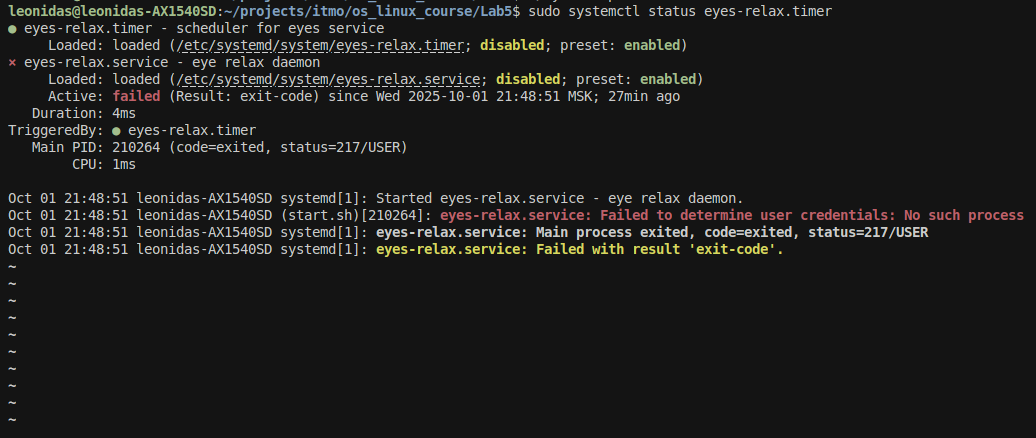 leonidas@leonidas-AX1540SD:~/projects/itmo/os_linux_course/Lab5$ sudo systemctl status eyes-relax.timer
● eyes-relax.timer - scheduler for eyes service
     Loaded: loaded (/etc/systemd/system/eyes-relax.timer; disabled; preset: enabled)
× eyes-relax.service - eye relax daemon
     Loaded: loaded (/etc/systemd/system/eyes-relax.service; disabled; preset: enabled)
     Active: failed (Result: exit-code) since Wed 2025-10-01 21:48:51 MSK; 27min ago
   Duration: 4ms
TriggeredBy: ● eyes-relax.timer
   Main PID: 210264 (code=exited, status=217/USER)
        CPU: 1ms

Oct 01 21:48:51 leonidas-AX1540SD systemd[1]: Started eyes-relax.service - eye relax daemon.
Oct 01 21:48:51 leonidas-AX1540SD (start.sh)[210264]: eyes-relax.service: Failed to determine user credentials: No such process
Oct 01 21:48:51 leonidas-AX1540SD systemd[1]: eyes-relax.service: Main process exited, code=exited, status=217/USER
Oct 01 21:48:51 leonidas-AX1540SD systemd[1]: eyes-relax.service: Failed with result 'exit-code'.
~
~
~
~
~
~
~
~
~
~